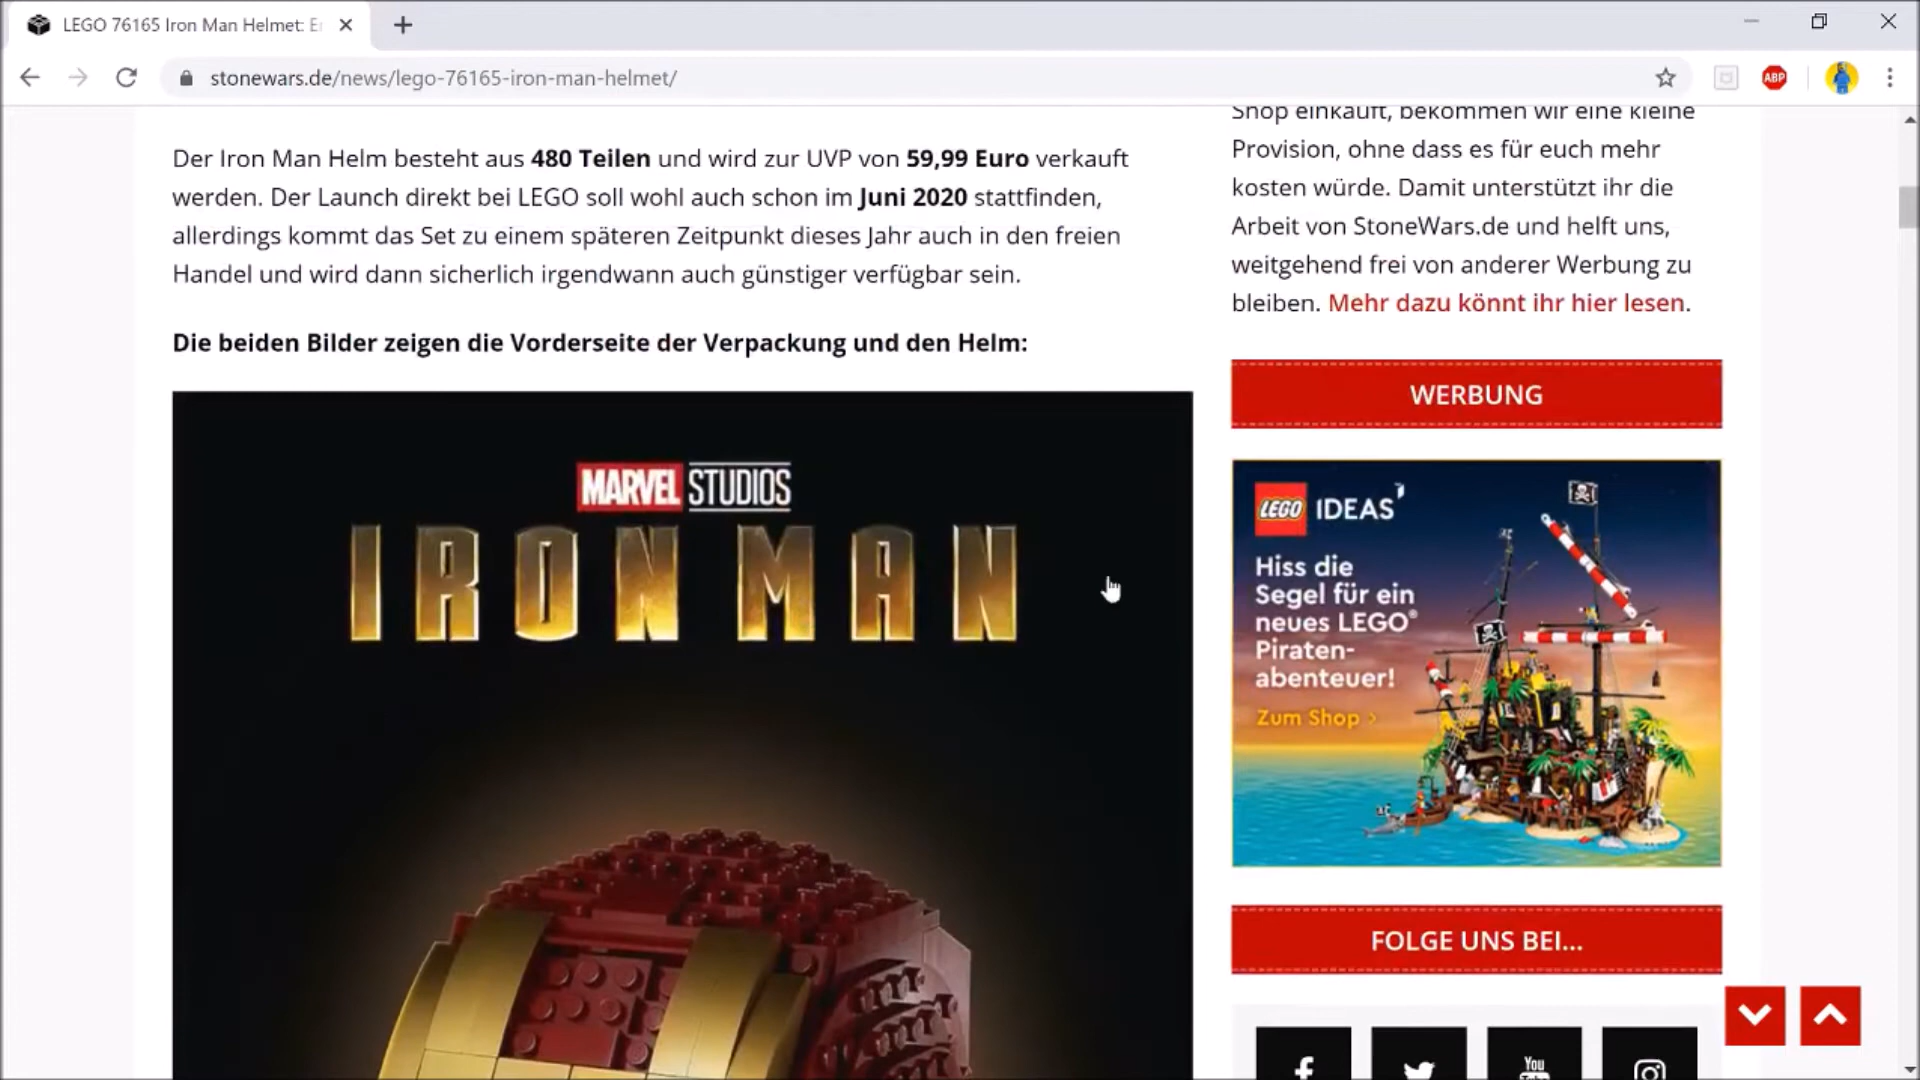 LEGO 76165 Iron Man Helmet: Er
stonewars.de/news/lego-76165-iron-man-helmet/
ABP
Der Iron Man Helm besteht aus 480 Teilen und wird zur UVP von 59,99 Euro verkauft
werden. Der Launch direkt bei LEGO soll wohl auch schon im Juni 2020 stattfinden,
allerdings kommt das Set zu einem späteren Zeitpunkt dieses Jahr auch in den freien
Handel und wird dann sicherlich irgendwann auch günstiger verfügbar sein.
Die beiden Bilder zeigen die Vorderseite der Verpackung und den Helm:
MARVEL STUDIOS
IRON MAN
Shop einkauft, bekommen wir eine kleine
Provision, ohne dass es für euch mehr
kosten würde. Damit unterstützt ihr die
Arbeit von StoneWars.de und helft uns,
weitgehend frei von anderer Werbung zu
bleiben. Mehr dazu könnt ihr hier lesen.
WERBUNG
LEGO IDEAS
Hiss die
Segel für ein
neues LEGO®
Piraten-
abenteuer!
Zum Shop >
FOLGE UNS BEI...
You